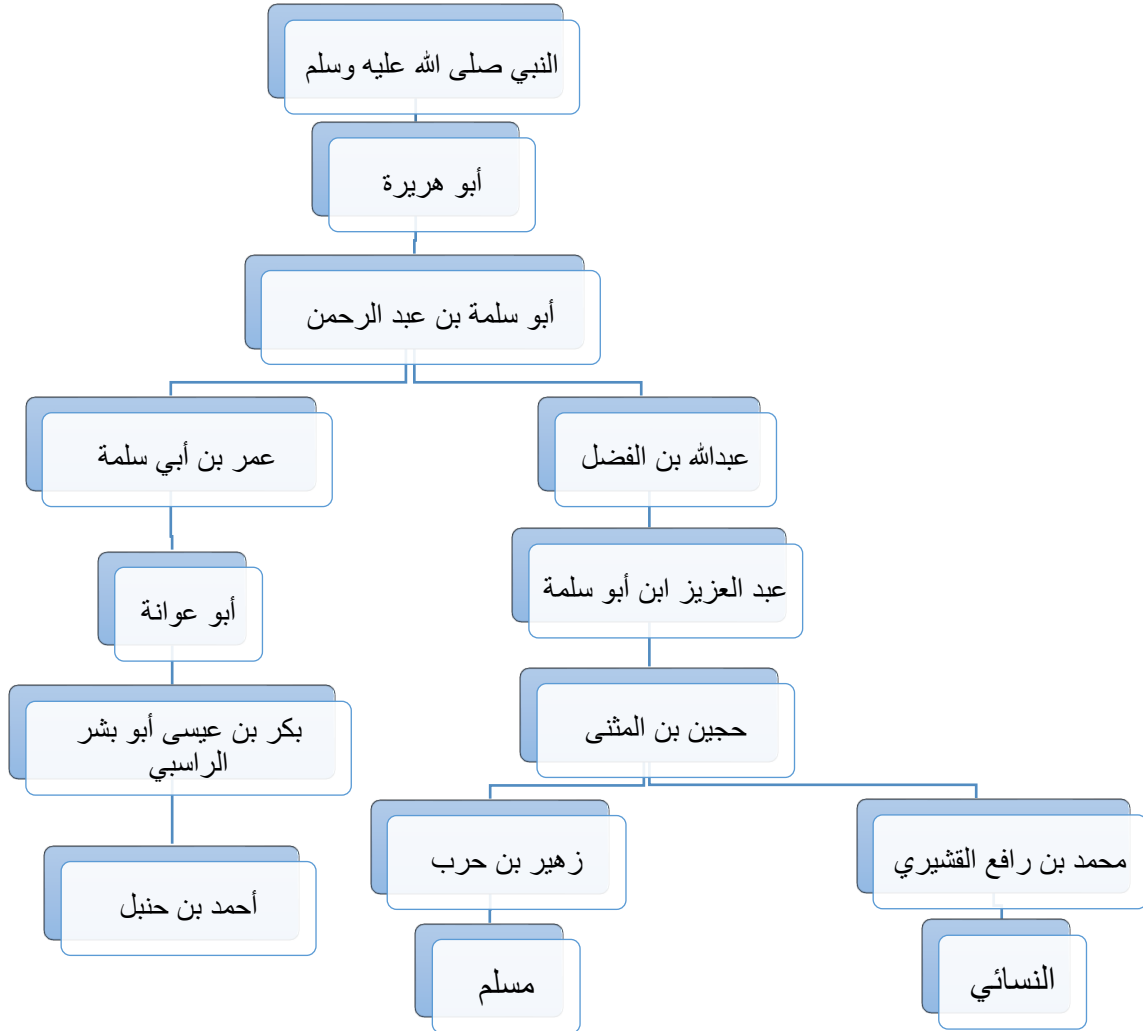 النبي صلى الله عليه وسلم
أبو هريرة
أبو سلمة بن عبد الرحمن
عبدالله بن الفضل
عمر بن أبي سلمة
عبد العزيز ابن أبو سلمة
أبو عوانة
حجين بن المثنى
بكر بن عيسى أبو بشر
الراسبي
محمد بن رافع القشيري
زهير بن حرب
أحمد بن حنبل
النسائي
مسلم